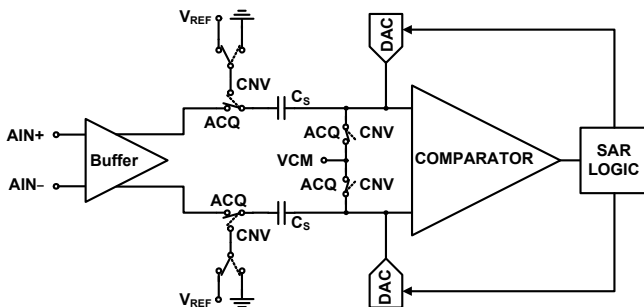 VREF
DAC
CNV
CS
ACQ
AIN+
Buffer
ACQ CNV
VCM
COMPARATOR
SAR
LOGIC
AIN−
ACQ CNV
ACQ
CS
CNV
DAC
VREF